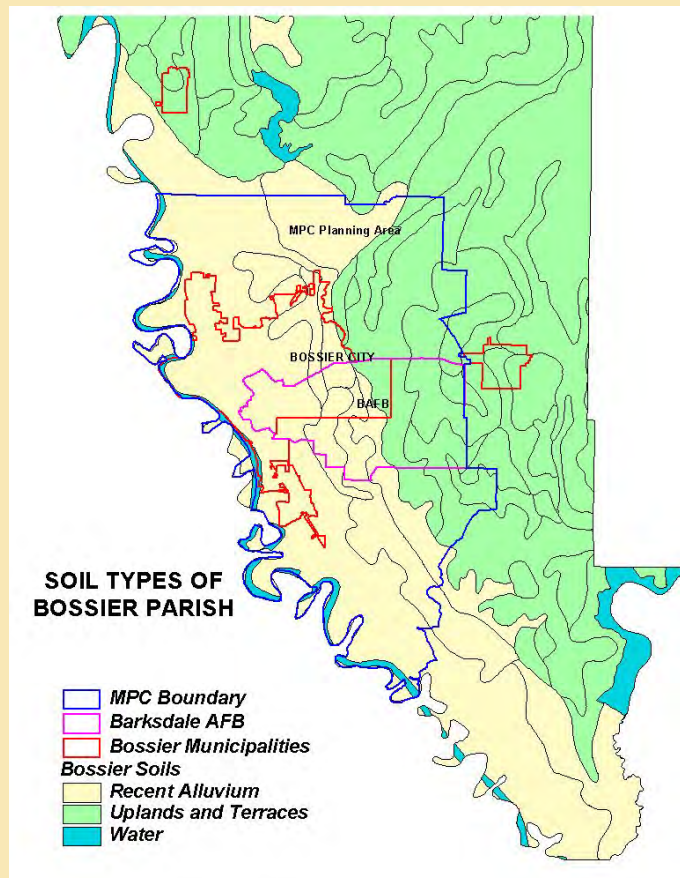 MPC Planning Area
BOSSIER CITY
BAFB
SOIL TYPES OF
BOSSIER PARISH
MPC Boundary
Barksdale AFB
Bossier Municipalities
Bossier Soils
Recent Alluvium
Uplands and Terraces
Water